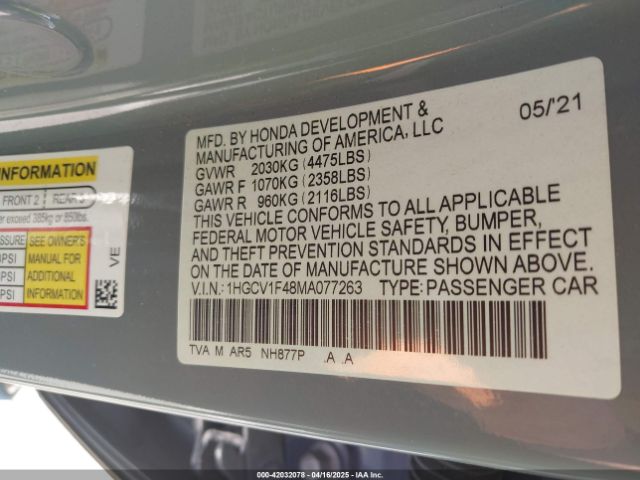 INFORMATION
FRONT 2 REAR
exceed 385kg or 850lbs.
SEE OWNER'S
MANUAL FOR
ADDITIONAL
INFORMATION
PSI
PSI
VE
05/'21
MFD. BY HONDA DEVELOPMENT &
MANUFACTURING OF AMERICA, LLC
GVWR 2030KG (4475LBS)
GAWR F 1070KG (2358LBS)
GAWR R 960KG (2116LBS)
THIS VEHICLE CONFORMS TO ALL APPLICABLE
FEDERAL MOTOR VEHICLE SAFETY, BUMPER,
AND THEFT PREVENTION STANDARDS IN EFFECT
ON THE DATE OF MANUFACTURE SHOWN ABOVE.
V.I.N.: 1HGCV1F48MA077263 TYPE: PASSENGER CAR
TVA M AR5 NH877P .A .A
000-42032078 - 04/16/2025 - IAA Inc.